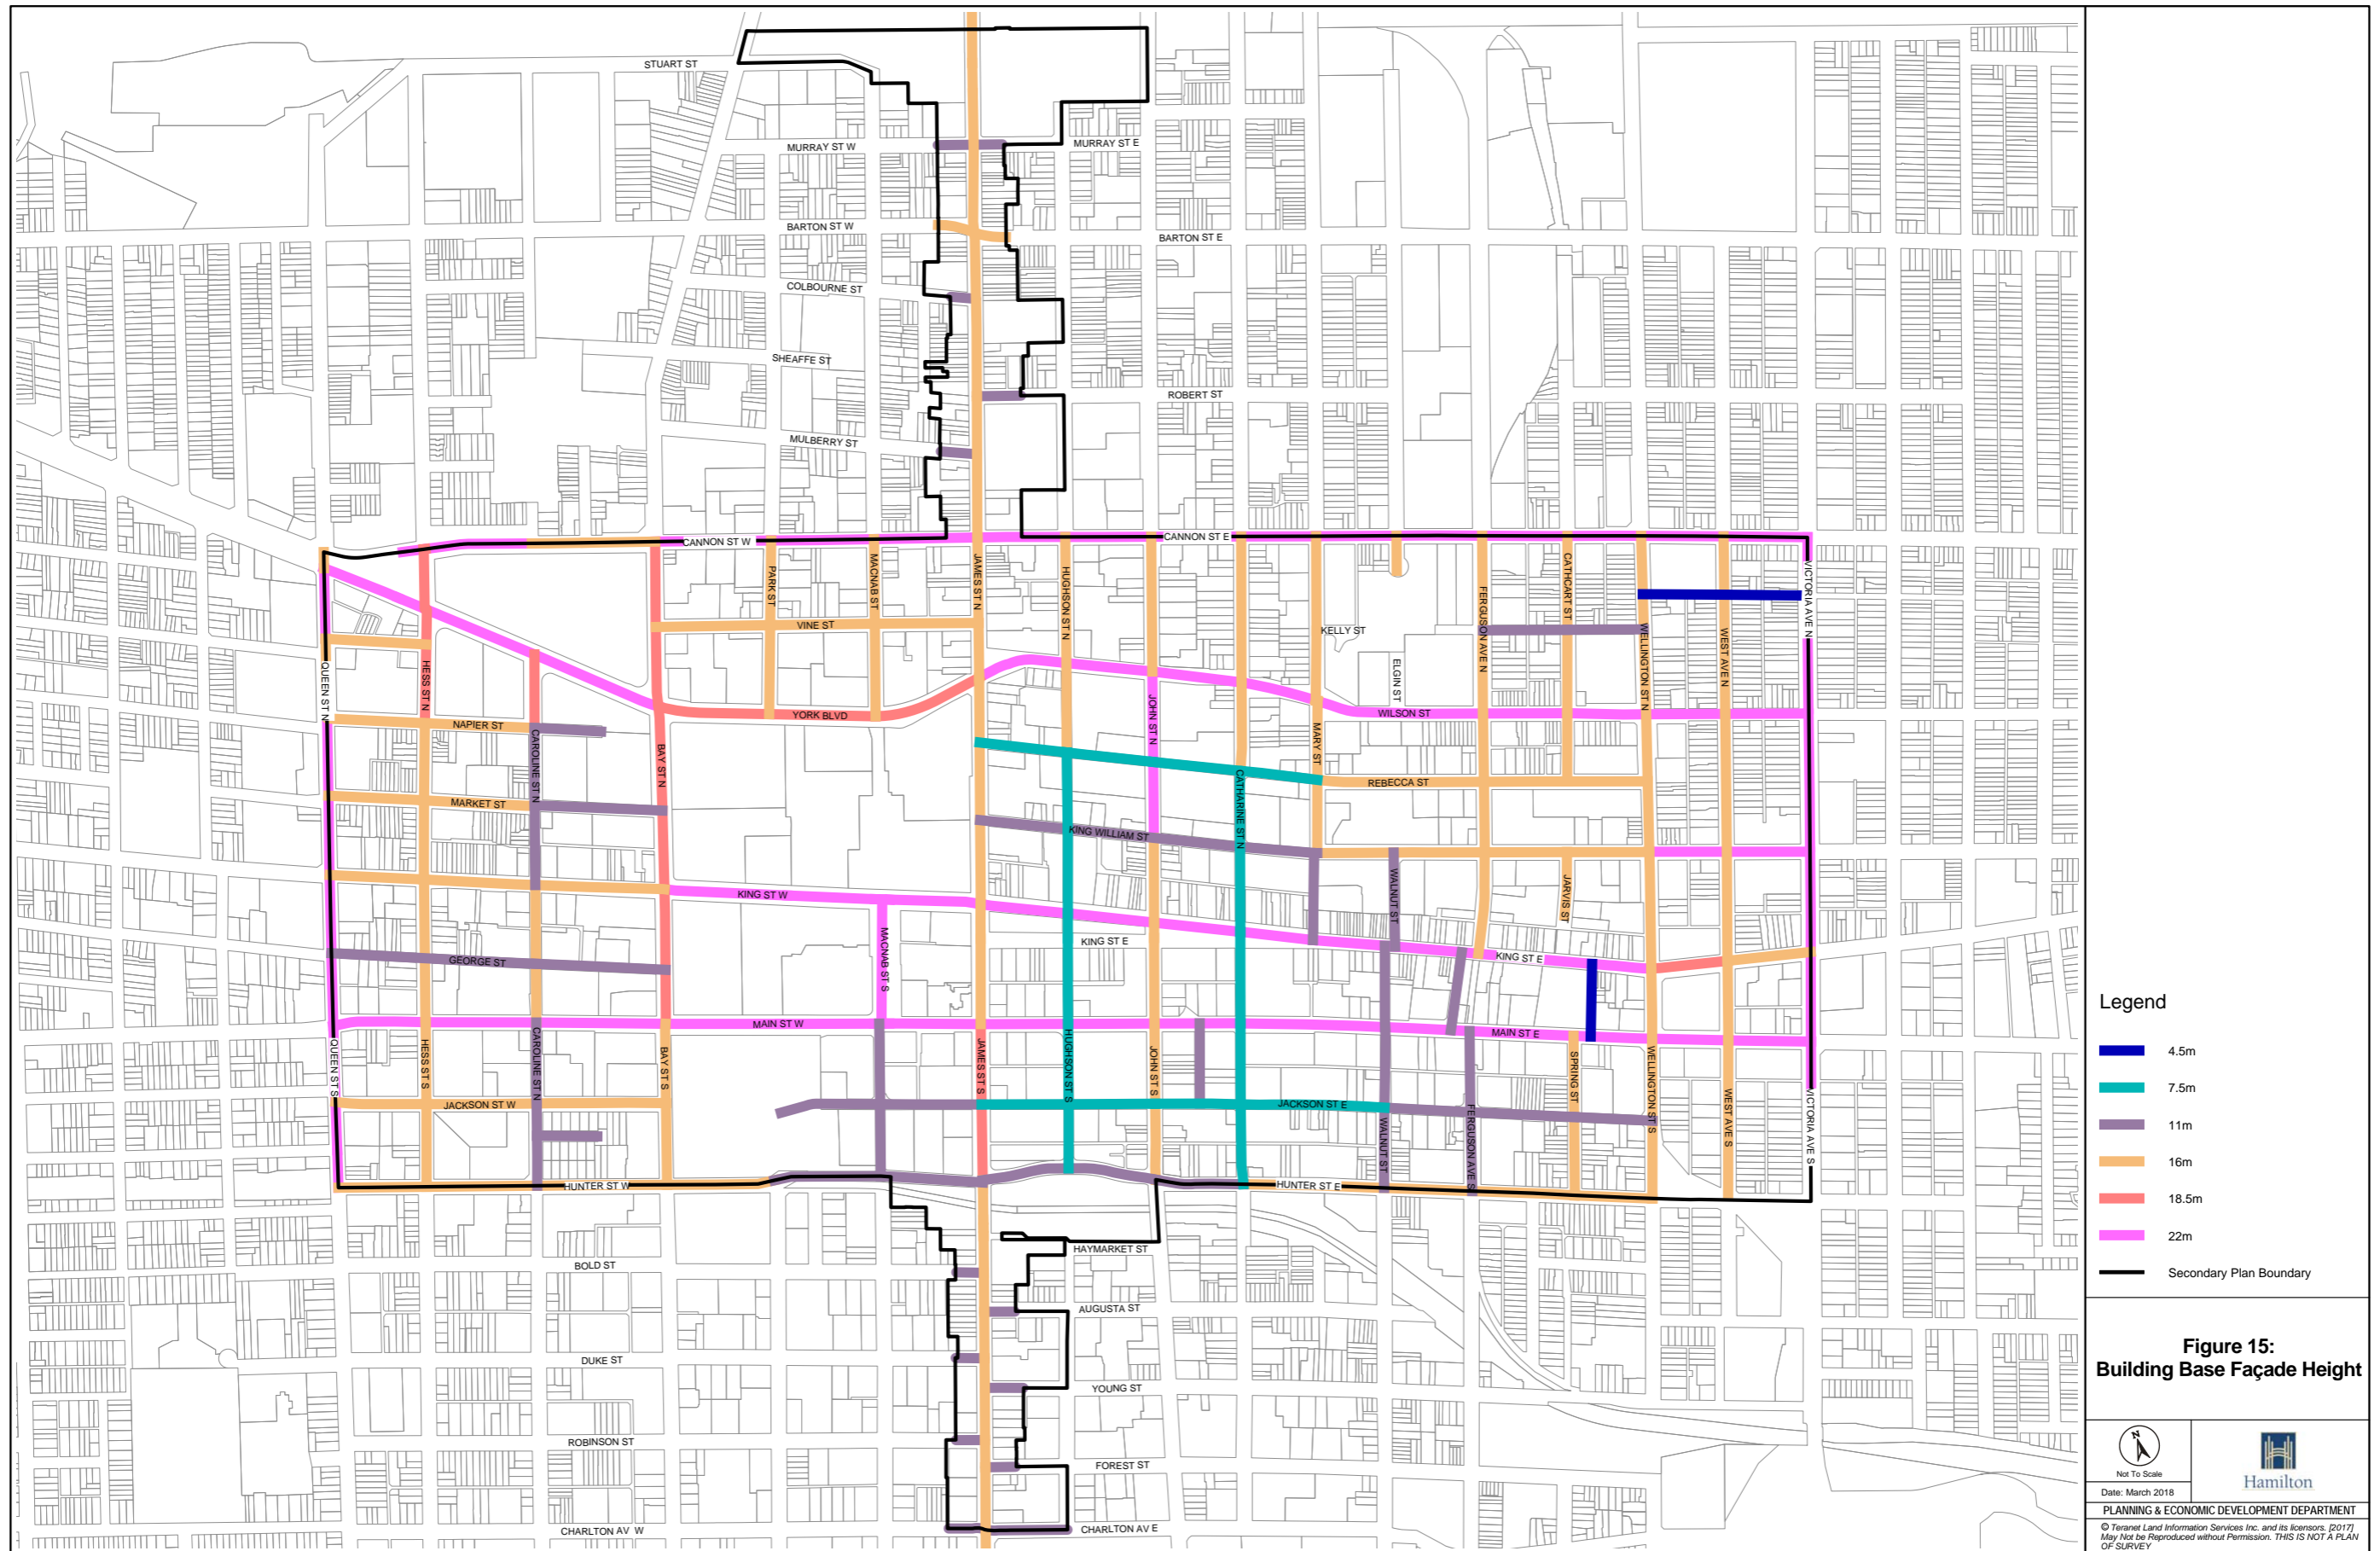 STUART ST
MURRAY ST W
MURRAY ST E
BARTON ST W
BARTON ST E
COLBOURNE ST
SHEAFFE ST
ROBERT ST
MULBERRY ST
CANNON ST W
CANNON ST E
PARK ST
MACNAB ST
JAMES ST N
HUGHSON ST N
CATHCART ST
VICTORIA AVE N
FERGUSON AVE N
VINE ST
KELLY ST
WELLINGTON ST N
WEST AVE N
QUEEN ST N
HESS ST N
ELGIN ST
JOHN ST N
NAPIER ST
YORK BLVD
WILSON ST
CAROLINE ST N
BAY ST N
MARY ST
CATHARINE ST N
REBECCA ST
MARKET ST
KING WILLIAM ST
WALNUT ST
JARVIS ST
KING ST W
MACNAB ST S
KING ST E
KING ST E
GEORGE ST
MAIN ST W
MAIN ST E
QUEEN ST S
HESS ST S
CAROLINE ST N
BAY ST S
JAMES ST S
HUGHSON ST S
JOHN ST S
SPRING ST
WELLINGTON ST S
WEST AVE S
VICTORIA AVE S
JACKSON ST W
JACKSON ST E
WALNUT ST
FERGUSON AVE S
HUNTER ST W
HUNTER ST E
HAYMARKET ST
BOLD ST
AUGUSTA ST
DUKE ST
YOUNG ST
ROBINSON ST
FOREST ST
CHARLTON AV W
CHARLTON AV E
Legend
4.5m
7.5m
11m
16m
18.5m
22m
Secondary Plan Boundary
Figure 15:
Building Base Façade Height
N
Not To Scale
Date: March 2018
Hamilton
PLANNING & ECONOMIC DEVELOPMENT DEPARTMENT
© Teranet Land Information Services Inc. and its licensors. [2017]
May Not be Reproduced without Permission. THIS IS NOT A PLAN
OF SURVEY